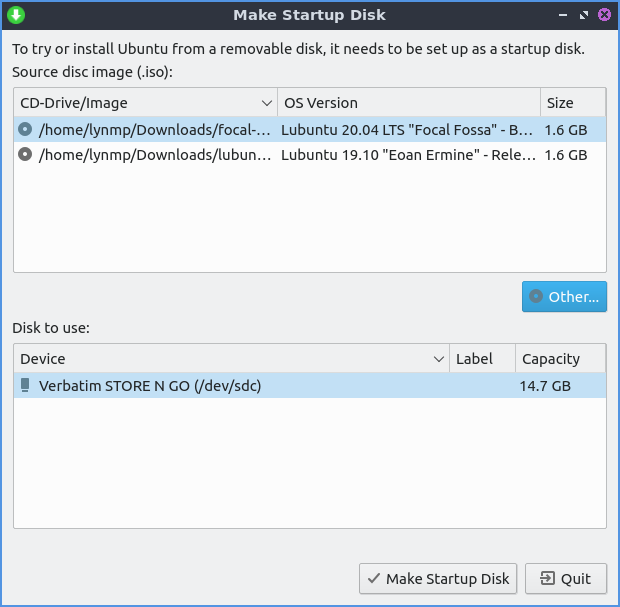 Make Startup Disk
To try or install Ubuntu from a removable disk, it needs to be set up as a startup disk.
Source disc image (.iso):
CD-Drive/Image OS Version Size
/home/lynmp/Downloads/focal-... Lubuntu 20.04 LTS "Focal Fossa" - B... 1.6 GB
/home/lynmp/Downloads/lubun... Lubuntu 19.10 "Eoan Ermine" - Rele... 1.6 GB
Other...
Disk to use:
Device Label Capacity
Verbatim STORE N GO (/dev/sdc) 14.7 GB
Make Startup Disk Quit